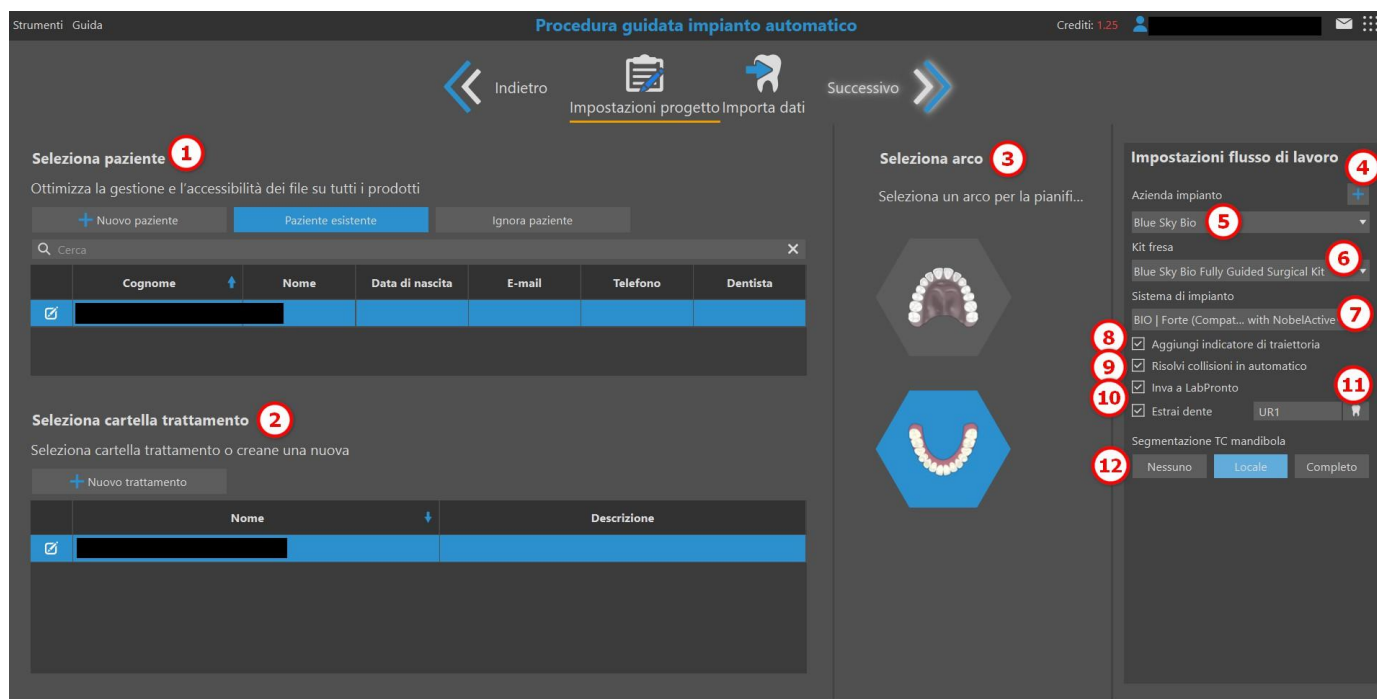 Strumenti Guida
Procedura guidata impianto automatico
Crediti: 1.25
Indietro
Impostazioni progetto
Importa dati
Successivo
Seleziona paziente 1
Ottimizza la gestione e l'accessibilità dei file su tutti i prodotti
Nuovo paziente
Paziente esistente
Ignora paziente
Cerca
Cognome Nome Data di nascita E-mail Telefono Dentista
Seleziona cartella trattamento 2
Seleziona cartella trattamento o creane una nuova
Nuovo trattamento
Nome Descrizione
Seleziona arco 3
Seleziona un arco per la pianifi...
Impostazioni flusso di lavoro
4
Azienda impianto
Blue Sky Bio 5
Kit fresa
6
Blue Sky Bio Fully Guided Surgical Kit
Sistema di impianto
BIO | Forte (Compat... with NobelActive 7
8 Aggiungi indicatore di traiettoria
9 Risolvi collisioni in automatico
10 Inva a LabPronto 11
Estrai dente UR1
Segmentazione TC mandibola
12 Nessuno Locale Completo